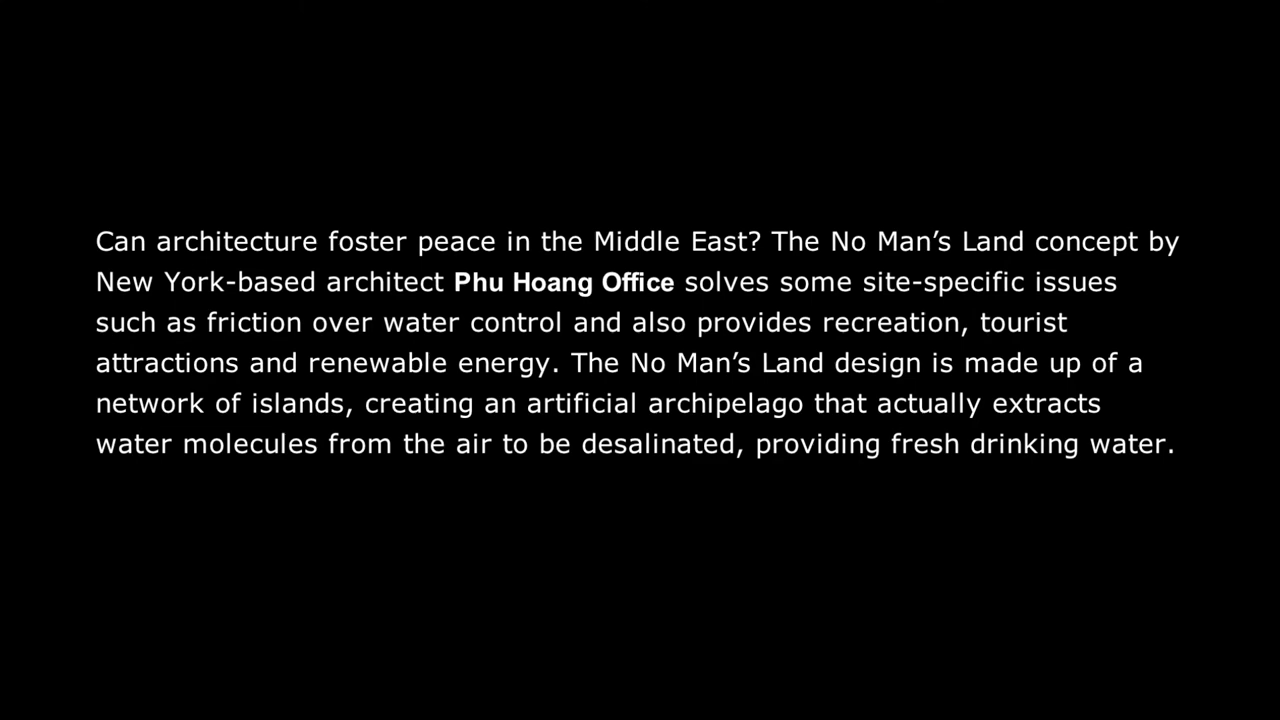 Can architecture foster peace in the Middle East? The No Man’s Land concept by
New York-based architect Phu Hoang Office solves some site-specific issues
such as friction over water control and also provides recreation, tourist
attractions and renewable energy. The No Man’s Land design is made up of a
network of islands, creating an artificial archipelago that actually extracts
water molecules from the air to be desalinated, providing fresh drinking water.